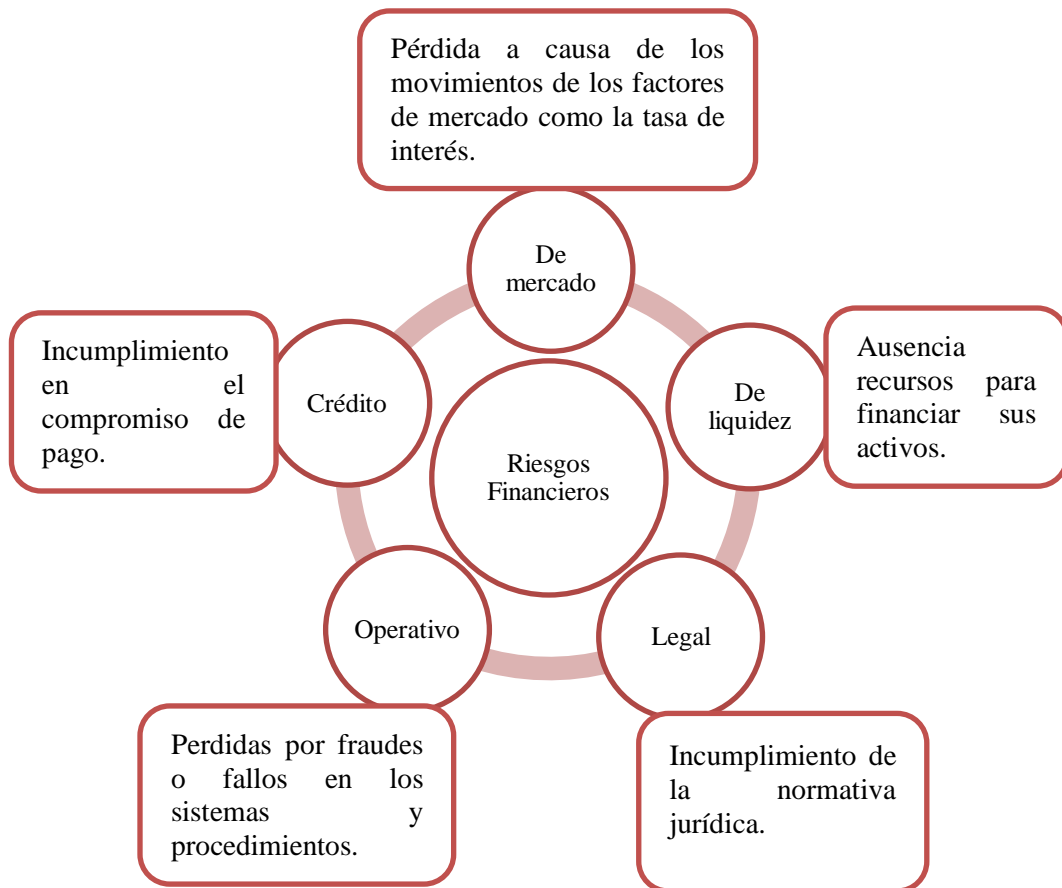 Pérdida a causa de los
movimientos de los factores
de mercado como la tasa de
interés.
De
mercado
Incumplimiento
en el
compromiso de
pago.
Crédito
De
liquidez
Ausencia
recursos para
financiar sus
activos.
Riesgos
Financieros
Operativo
Legal
Perdidas por fraudes
o fallos en los
sistemas y
procedimientos.
Incumplimiento de
la normativa
jurídica.